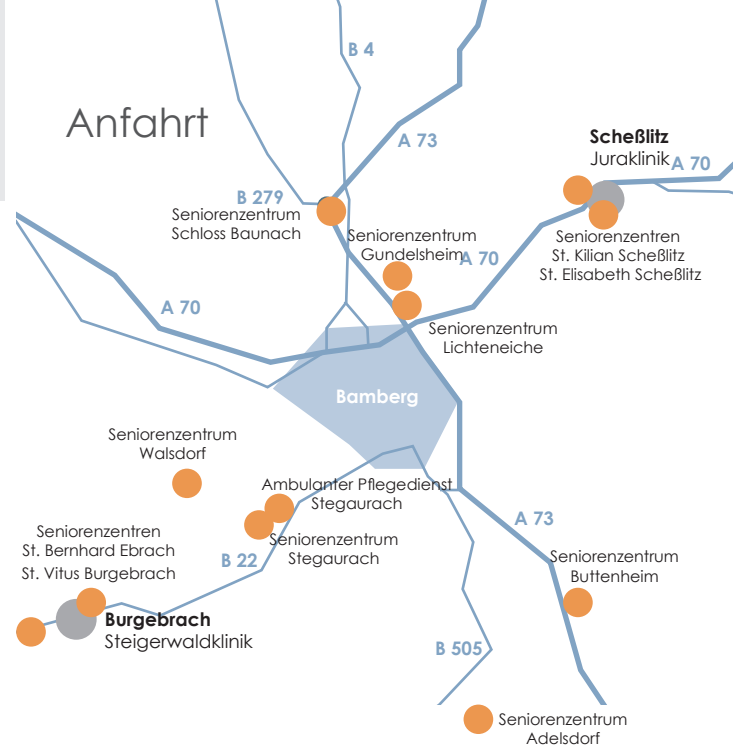 B 4
Anfahrt
A 73
Scheßlitz
Juraklinik
A 70
B 279
Seniorenzentrum
Schloss Baunach
Seniorenzentrum
Gundelsheim
A 70
Seniorenzentren
St. Kilian Scheßlitz
St. Elisabeth Scheßlitz
A 70
Seniorenzentrum
Lichteneiche
Bamberg
Seniorenzentrum
Walsdorf
Ambulanter Pflegedienst
Stegaurach
Seniorenzentrum
Stegaurach
A 73
Seniorenzentren
St. Bernhard Ebrach
St. Vitus Burgebrach
B 22
Seniorenzentrum
Buttenheim
Burgebrach
Steigerwaldklinik
B 505
Seniorenzentrum
Adelsdorf